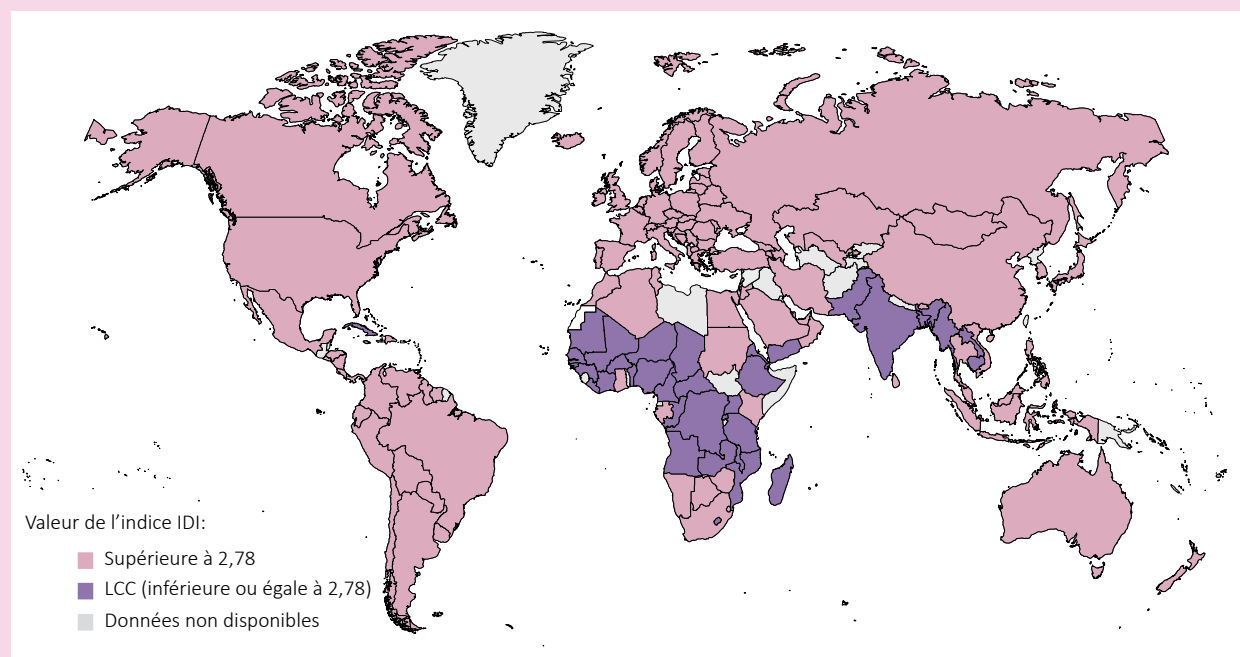 Valeur de l’indice IDI:
Supérieure à 2,78
LCC (inférieure ou égale à 2,78)
Données non disponibles